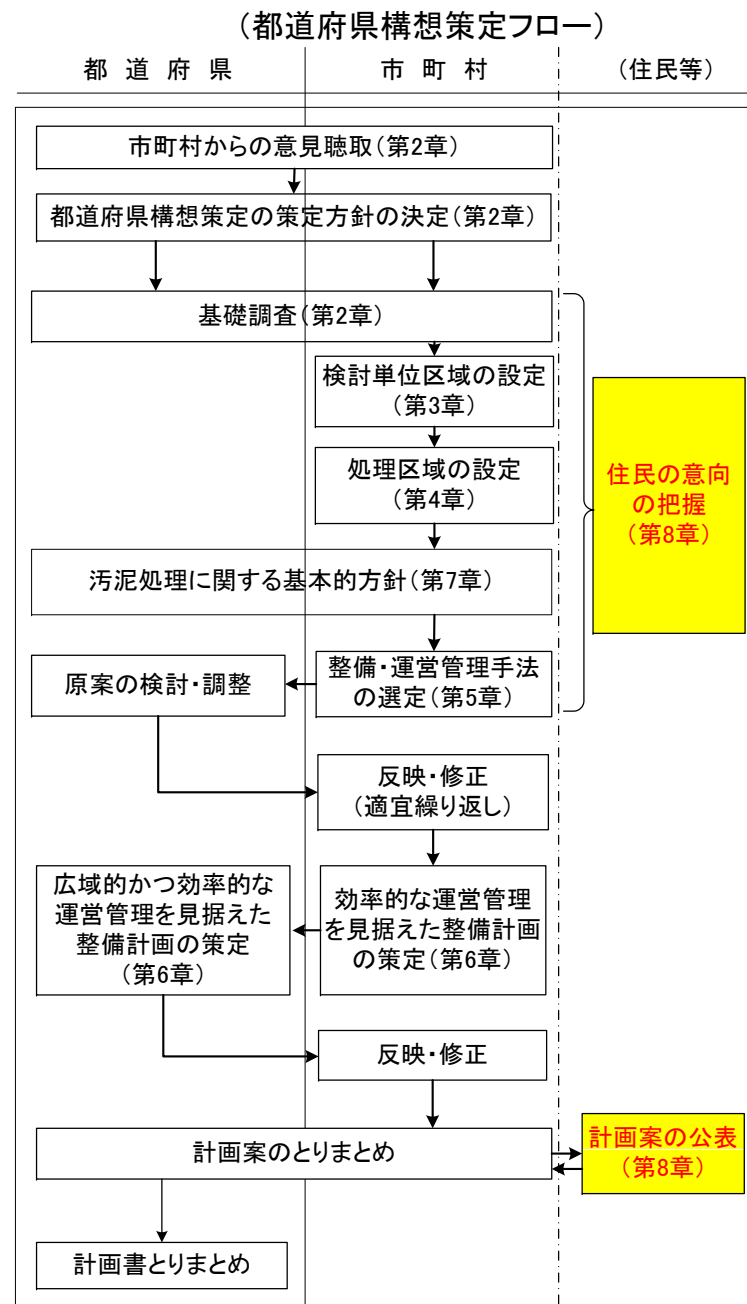 (都道府県構想策定フロー)
都道府県
市町村
(住民等)
市町村からの意見聴取(第2章)
都道府県構想策定の策定方針の決定(第2章)
基礎調査(第2章)
検討単位区域の設定
(第3章)
処理区域の設定
(第4章)
住民の意向
の把握
(第8章)
汚泥処理に関する基本的方針(第7章)
原案の検討・調整
整備・運営管理手法
の選定(第5章)
反映・修正
(適宜繰り返し)
広域的かつ効率的な
運営管理を見据えた
整備計画の策定
(第6章)
効率的な運営管理
を見据えた整備計画
の策定(第6章)
反映・修正
計画案のとりまとめ
計画案の公表
(第8章)
計画書とりまとめ